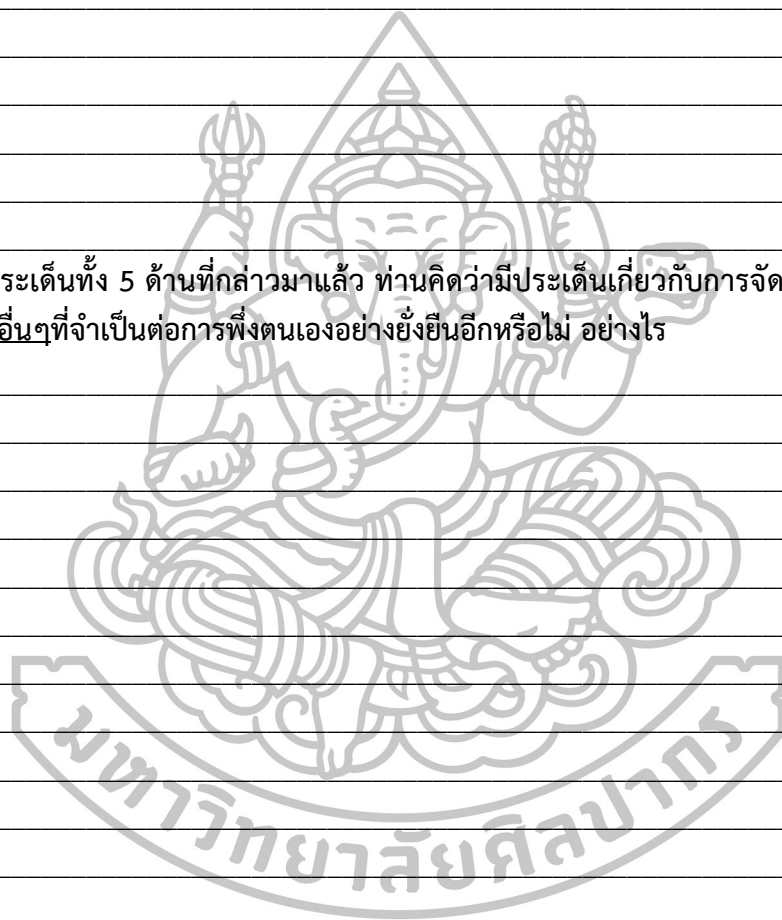 ระเด็นทั้ง 5 ด้านที่กล่าวมาแล้ว ท่านคิดว่ามีประเด็นเกี่ยวกับการจัด
อื่นๆที่จำเป็นต่อการพึ่งตนเองอย่างยั่งยืนอีกหรือไม่ อย่างไร
มหาวิทยาลัยศิลปากร